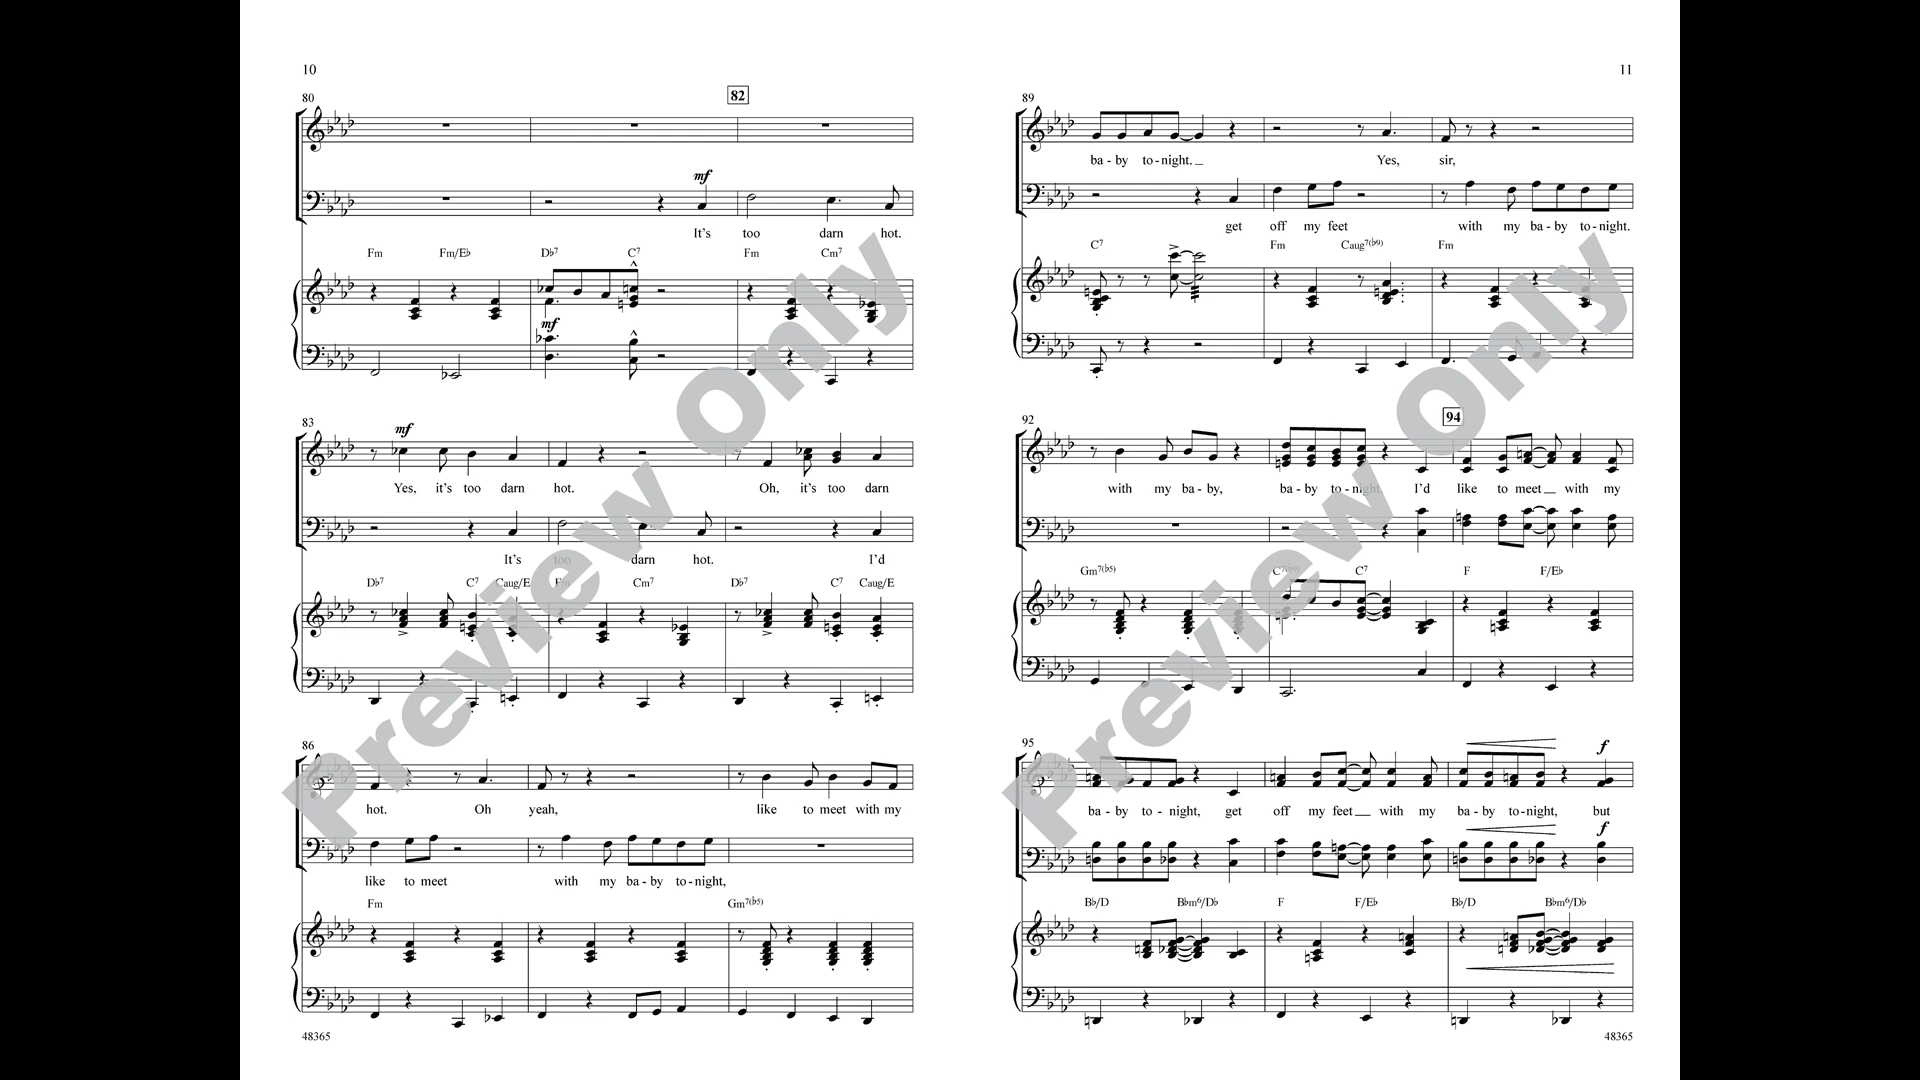 10
80
82
mf
It's too darn hot.
Fm Fm/E♭ D♭7 C7 Fm Cm7
mf
83
mf
Yes, it's too darn hot. Oh, it's too darn
It's too darn hot. I'd
D♭7 C7 Caug/E Fm Cm7 D♭7 C7 Caug/E
86
hot. Oh yeah, like to meet with my
like to meet with my ba - by to - night,
Fm Gm7(♭5)
48365
11
89
ba - by to - night. Yes, sir,
get off my feet with my ba - by to - night.
C7 Fm Caug7(♭9) Fm
92
94
with my ba - by, ba - by to - night. I'd like to meet with my
Gm7(♭5) C7(♭9) C7 F F/E♭
95
f
ba - by to - night, get off my feet with my ba - by to - night, but
f
B♭/D B♭m6/D♭ F F/E♭ B♭/D B♭m6/D♭
48365
Preview Only
Preview Only